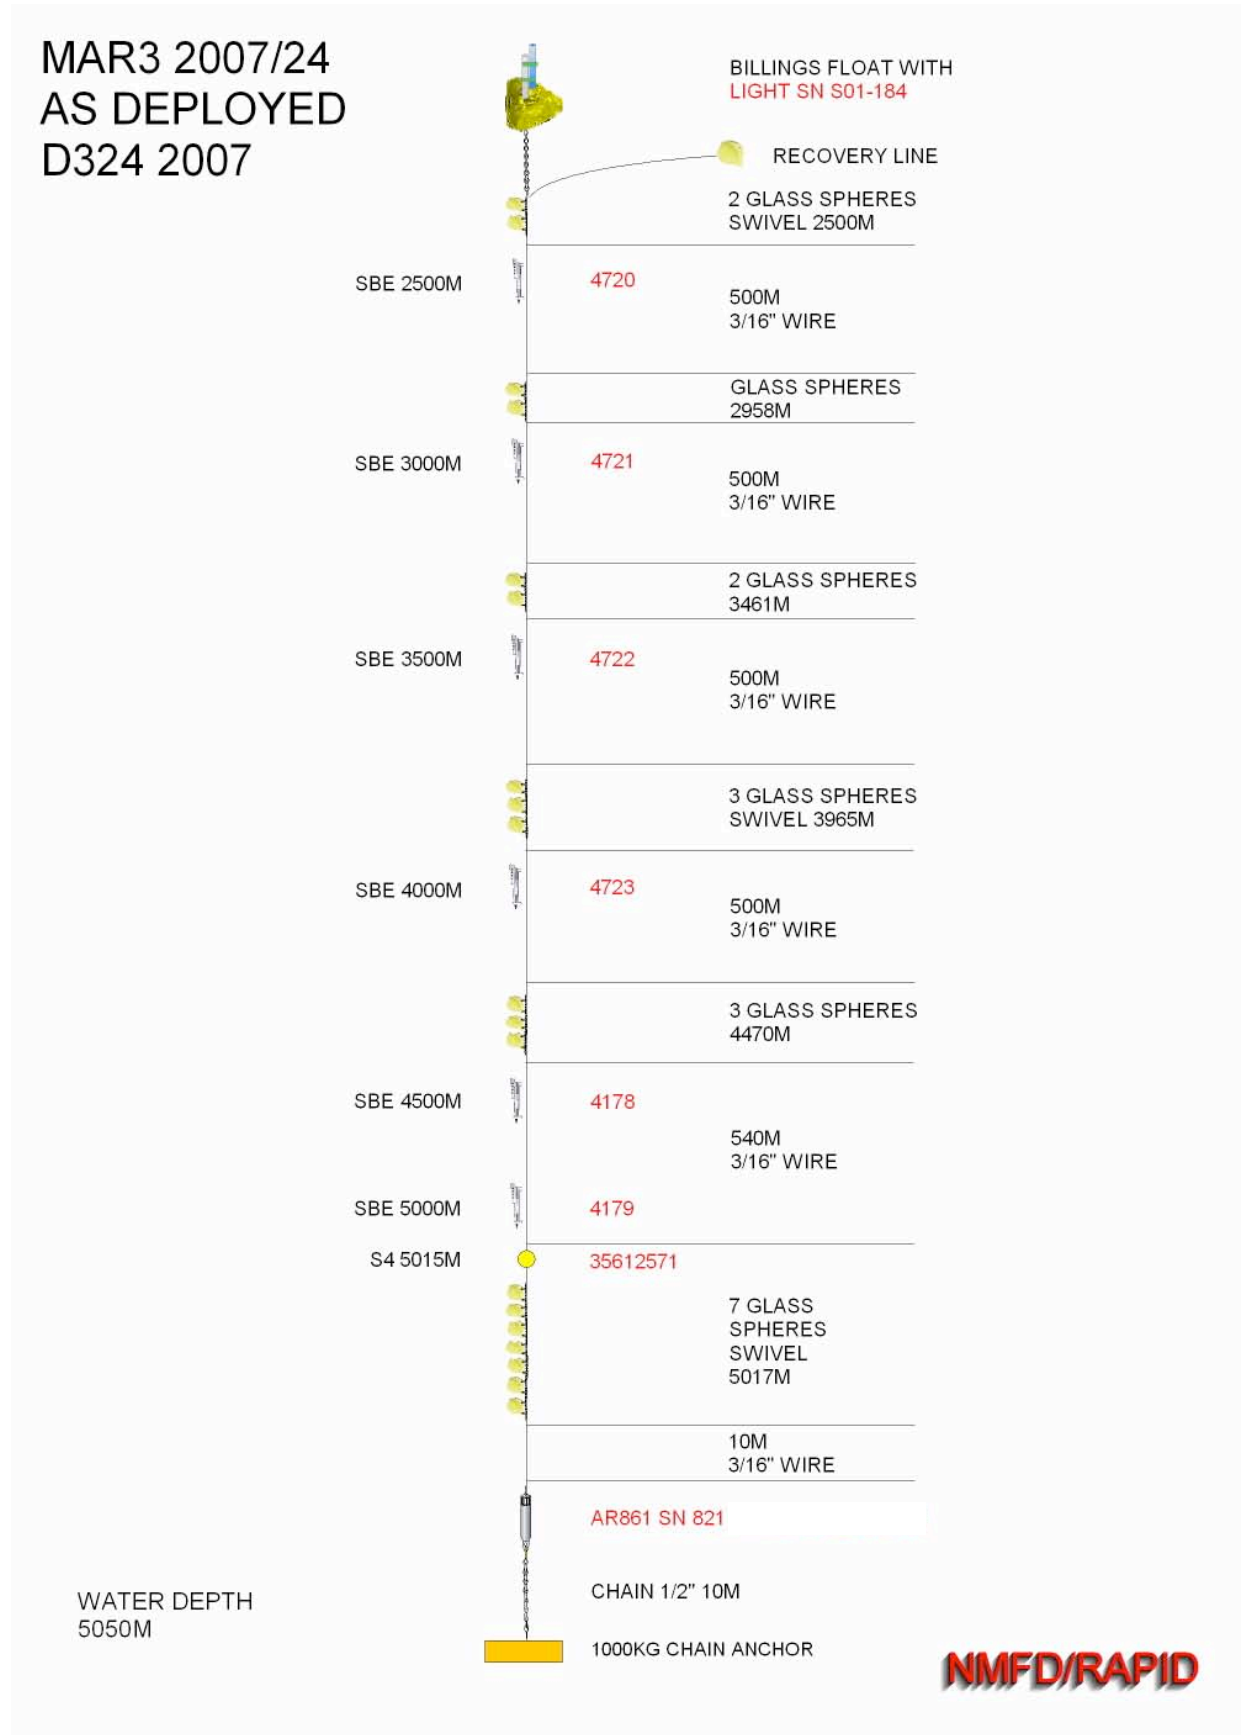 MAR3 2007/24
AS DEPLOYED
D324 2007
BILLINGS FLOAT WITH
LIGHT SN S01-184
RECOVERY LINE
2 GLASS SPHERES
SWIVEL 2500M
SBE 2500M
4720
500M
3/16" WIRE
GLASS SPHERES
2958M
SBE 3000M
4721
500M
3/16" WIRE
2 GLASS SPHERES
3461M
SBE 3500M
4722
500M
3/16" WIRE
3 GLASS SPHERES
SWIVEL 3965M
SBE 4000M
4723
500M
3/16" WIRE
3 GLASS SPHERES
4470M
SBE 4500M
4178
540M
3/16" WIRE
SBE 5000M
4179
S4 5015M
35612571
7 GLASS
SPHERES
SWIVEL
5017M
10M
3/16" WIRE
AR861 SN 821
CHAIN 1/2" 10M
WATER DEPTH
5050M
1000KG CHAIN ANCHOR
NMFD/RAPID